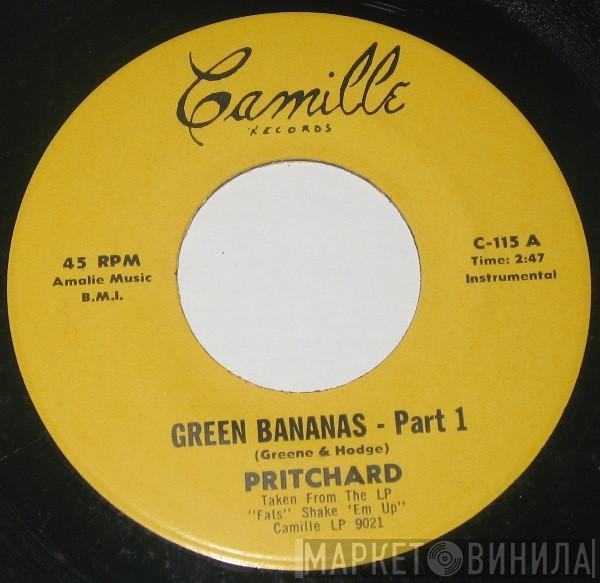 Camille
RECORDS
45 RPM
Amalie Music
B.M.I.
C-115 A
Time: 2:47
Instrumental
GREEN BANANAS - Part 1
(Greene & Hodge)
PRITCHARD
Taken From The LP
"Fats" Shake 'Em Up"
Camille LP 9021
МАРКЕТ ВИНИЛА